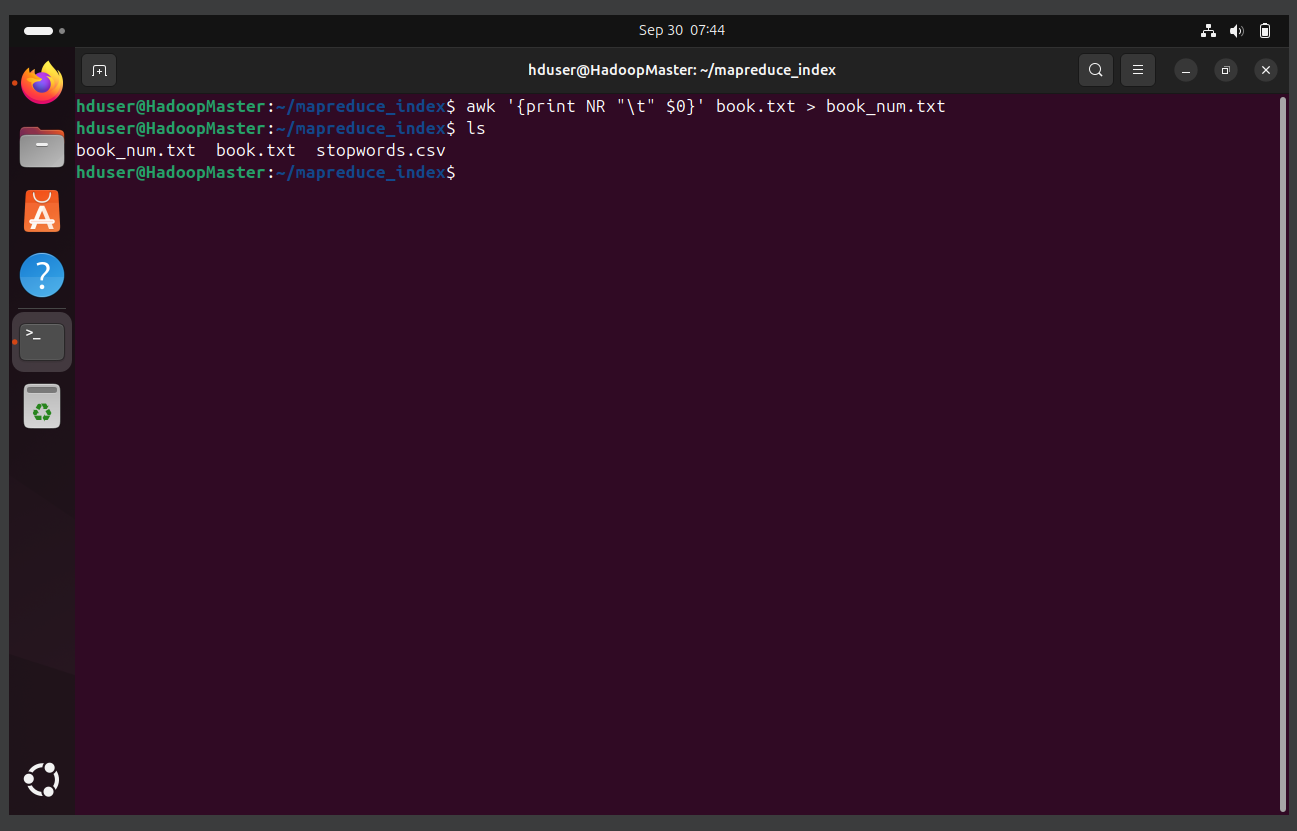 Sep 30 07:44
hduser@HadoopMaster: ~/mapreduce_index
hduser@HadoopMaster:~/mapreduce_index$ awk '{print NR "\t" $0}' book.txt > book_num.txt
hduser@HadoopMaster:~/mapreduce_index$ ls
book_num.txt  book.txt  stopwords.csv
hduser@HadoopMaster:~/mapreduce_index$